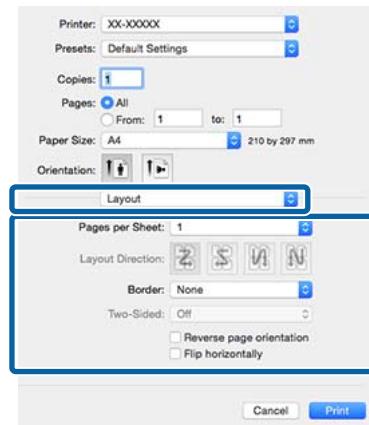 Printer: XX-XXXXX
Presets: Default Settings
Copies: 1
Pages: All
From: 1 to: 1
Paper Size: A4 210 by 297 mm
Orientation:
Layout
Pages per Sheet: 1
Layout Direction:
Border: None
Two-Sided: Off
Reverse page orientation
Flip horizontally
Cancel Print